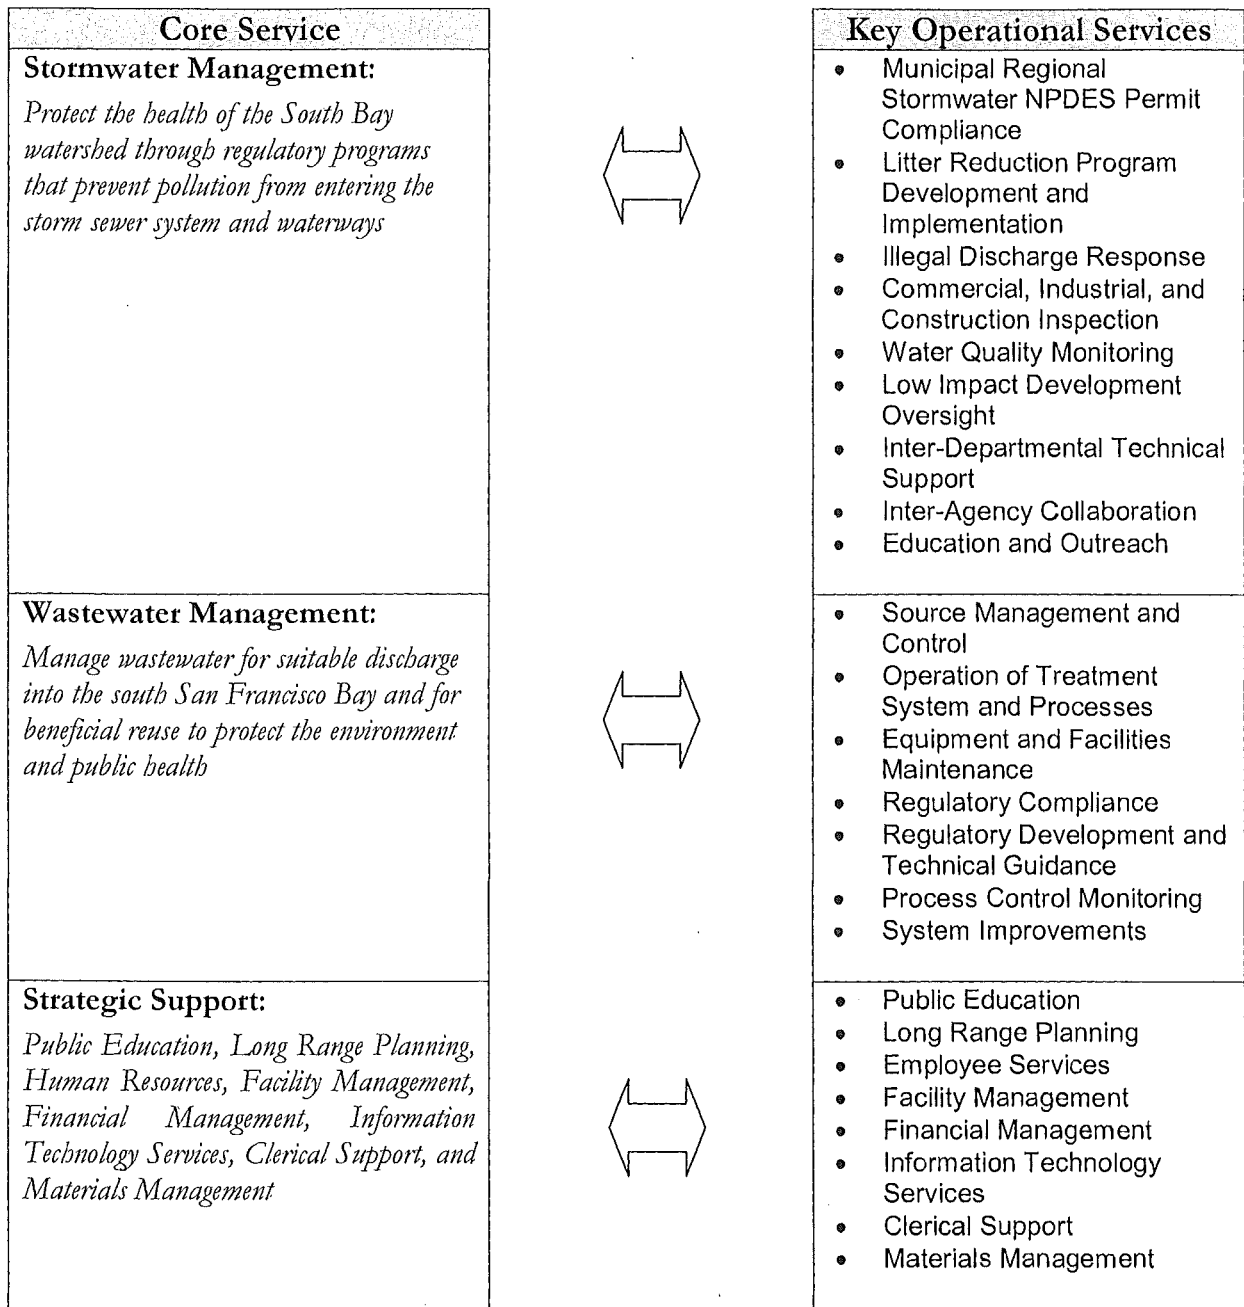 Core Service
Stormwater Management:
Protect the health of the South Bay
watershed through regulatory programs
that prevent pollution from entering the
storm sewer system and waterways
Key Operational Services
• Municipal Regional
Stormwater NPDES Permit
Compliance
• Litter Reduction Program
Development and
Implementation
• Illegal Discharge Response
• Commercial, Industrial, and
Construction Inspection
• Water Quality Monitoring
• Low Impact Development
Oversight
• Inter-Departmental Technical
Support
• Inter-Agency Collaboration
• Education and Outreach
Wastewater Management:
Manage wastewater for suitable discharge
into the south San Francisco Bay and for
beneficial reuse to protect the environment
and public health
• Source Management and
Control
• Operation of Treatment
System and Processes
• Equipment and Facilities
Maintenance
• Regulatory Compliance
• Regulatory Development and
Technical Guidance
• Process Control Monitoring
• System Improvements
Strategic Support:
Public Education, Long Range Planning,
Human Resources, Facility Management,
Financial Management, Information
Technology Services, Clerical Support, and
Materials Management
• Public Education
• Long Range Planning
• Employee Services
• Facility Management
• Financial Management
• Information Technology
Services
• Clerical Support
• Materials Management